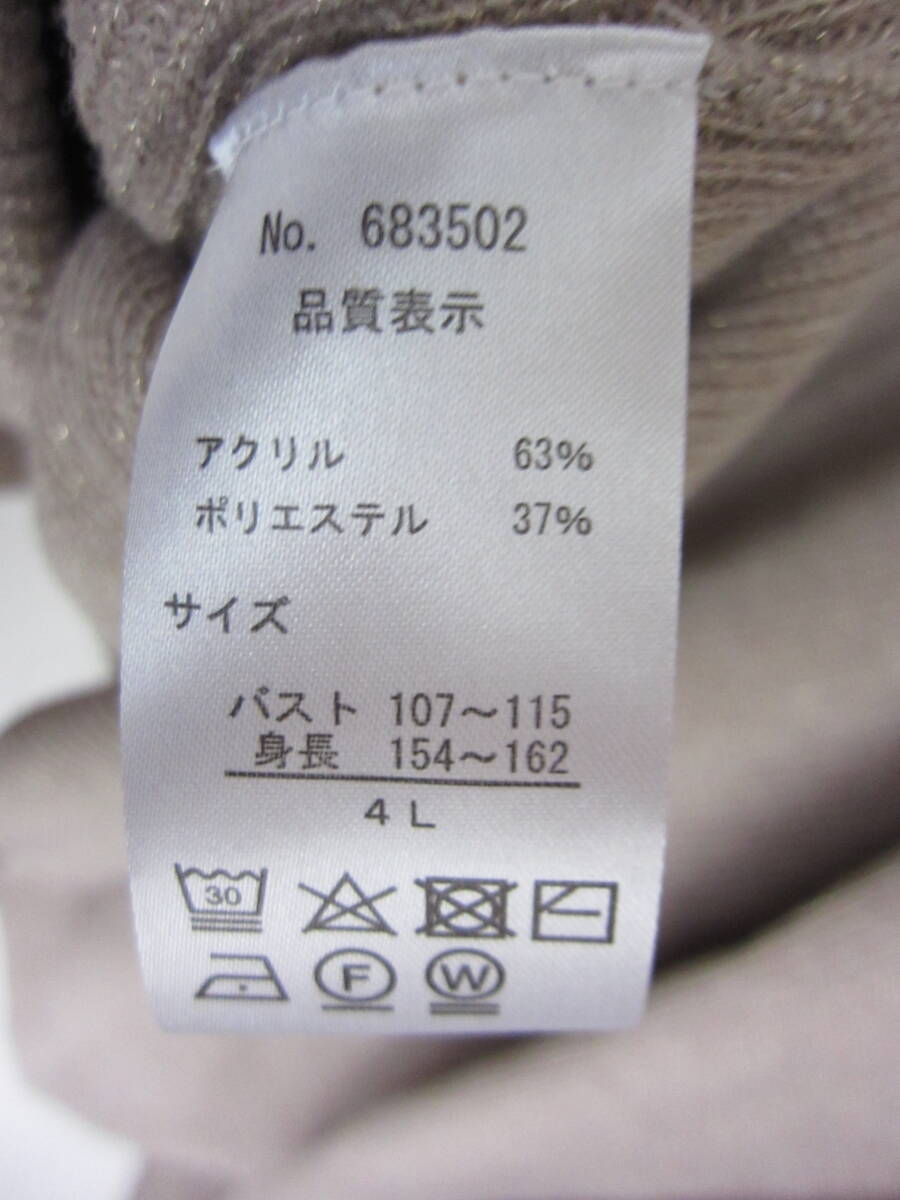 No. 683502
品質表示
アクリル 63%
ポリエステル 37%
サイズ
バスト 107～115
身長 154～162
4L
30
F W